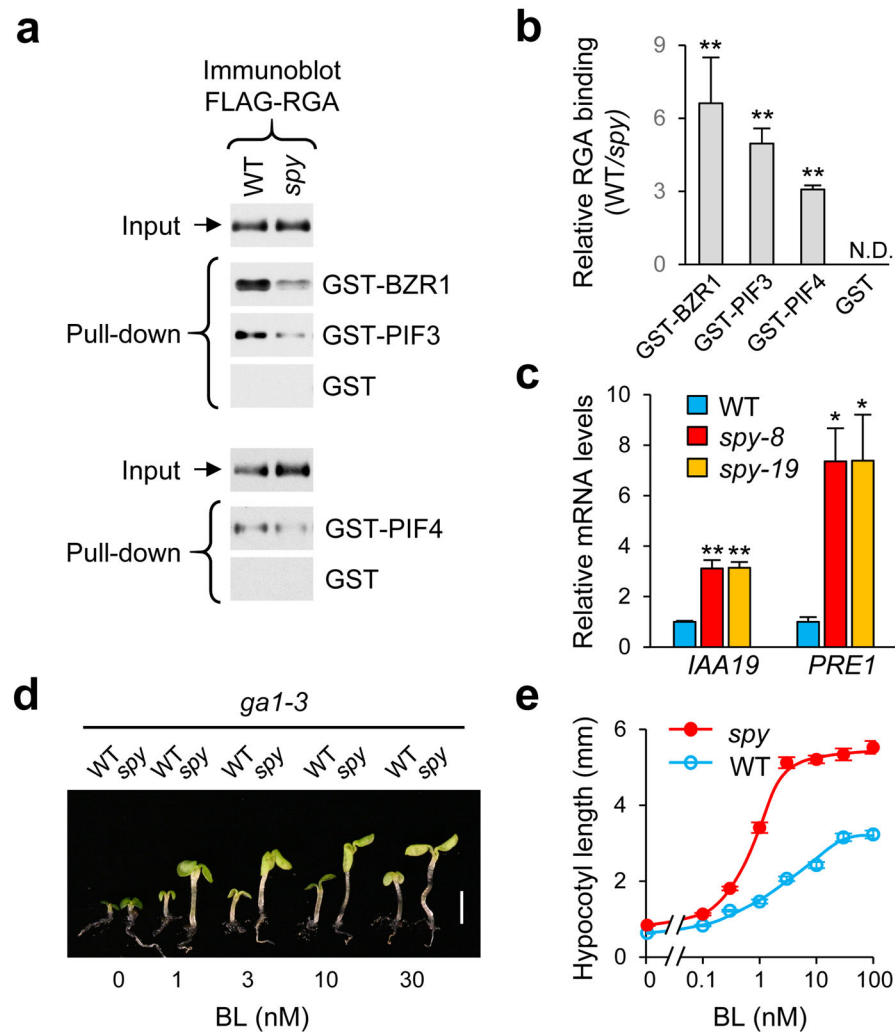 a
Immunoblot
FLAG-RGA
WT spy
Input
GST-BZR1
Pull-down
GST-PIF3
GST
Input
GST-PIF4
Pull-down
GST
b
Relative RGA binding
(WT/spy)
9
6
3
0
** ** ** N.D.
GST-BZR1 GST-PIF3 GST-PIF4 GST
c
Relative mRNA levels
10
8
6
4
2
0
WT
spy-8
spy-19
** ** * *
IAA19 PRE1
d
ga1-3
WT spy WT spy WT spy WT spy WT spy
0 1 3 10 30
BL (nM)
e
Hypocotyl length (mm)
6
4
2
0
spy
WT
0 0.1 1 10 100
BL (nM)